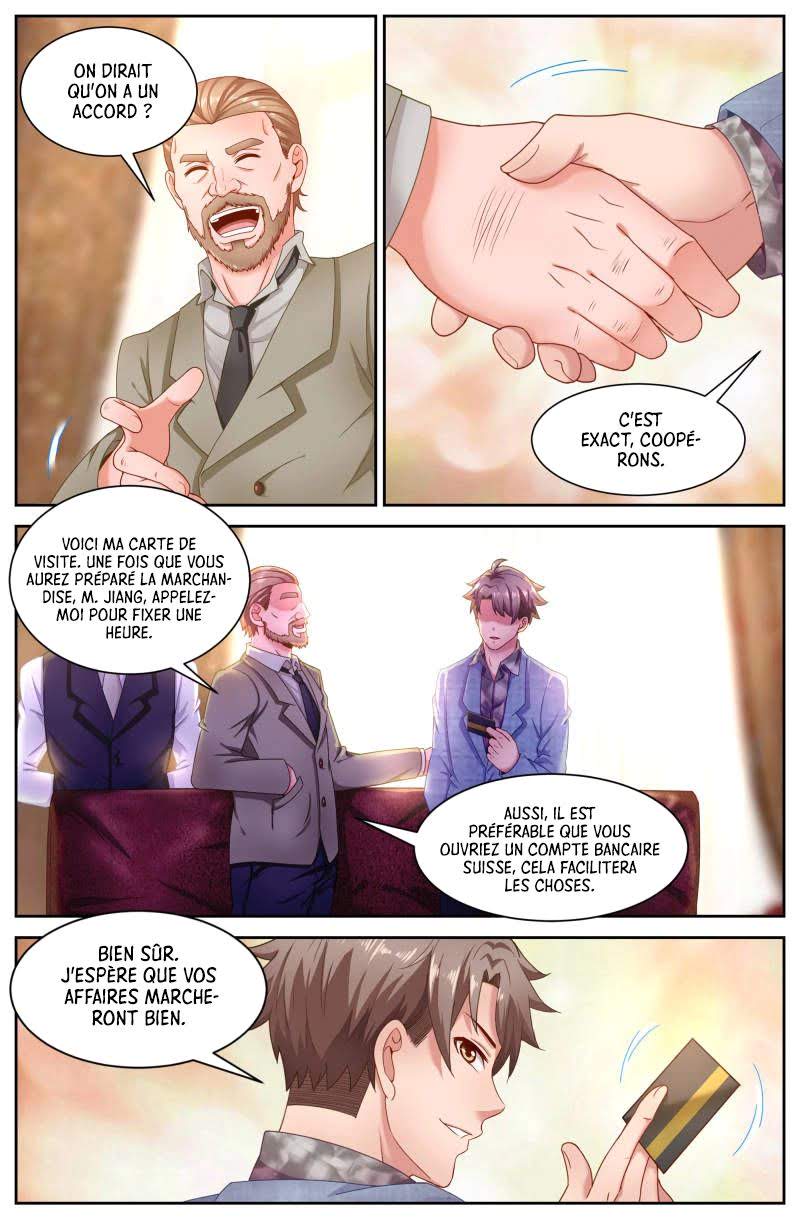 ON DIRAIT
QU'ON A UN
ACCORD ?
C'EST
EXACT, COOPÉ-
RONS.
VOICI MA CARTE DE
VISITE. UNE FOIS QUE VOUS
AUREZ PRÉPARÉ LA MARCHAN-
DISE, M. JIANG, APPELEZ-
MOI POUR FIXER UNE
HEURE.
AUSSI, IL EST
PRÉFÉRABLE QUE VOUS
OUVRIEZ UN COMPTE BANCAIRE
SUISSE, CELA FACILITERA
LES CHOSES.
BIEN SÛR.
J'ESPÈRE QUE VOS
AFFAIRES MARCHE-
RONT BIEN.